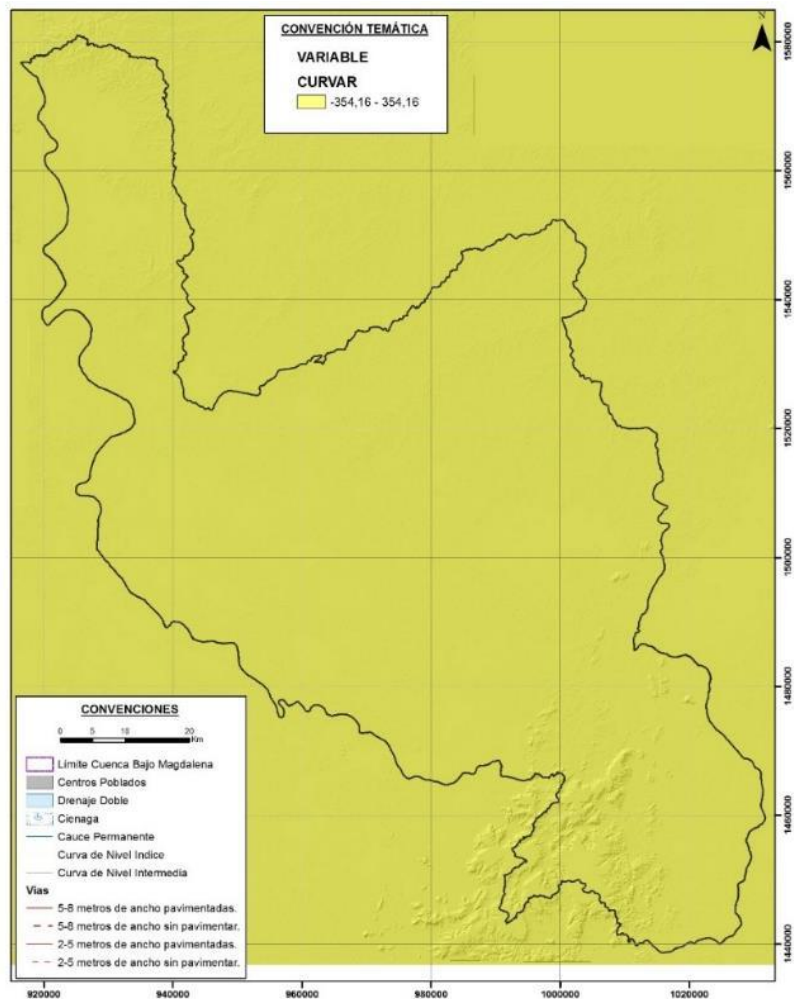 CONVENCIÓN TEMÁTICA
VARIABLE
CURVAR
-354,16 - 354,16
N
1580000
1560000
1540000
1520000
1500000
1480000
1460000
1440000
CONVENCIONES
0 5 10 20
Km
Límite Cuenca Bajo Magdalena
Centros Poblados
Drenaje Doble
Cienaga
Cauce Permanente
Curva de Nivel Indice
Curva de Nivel Intermedia
Vias
5-8 metros de ancho pavimentadas.
5-8 metros de ancho sin pavimentar.
2-5 metros de ancho pavimentadas.
2-5 metros de ancho sin pavimentar.
920000 940000 960000 980000 1000000 1020000